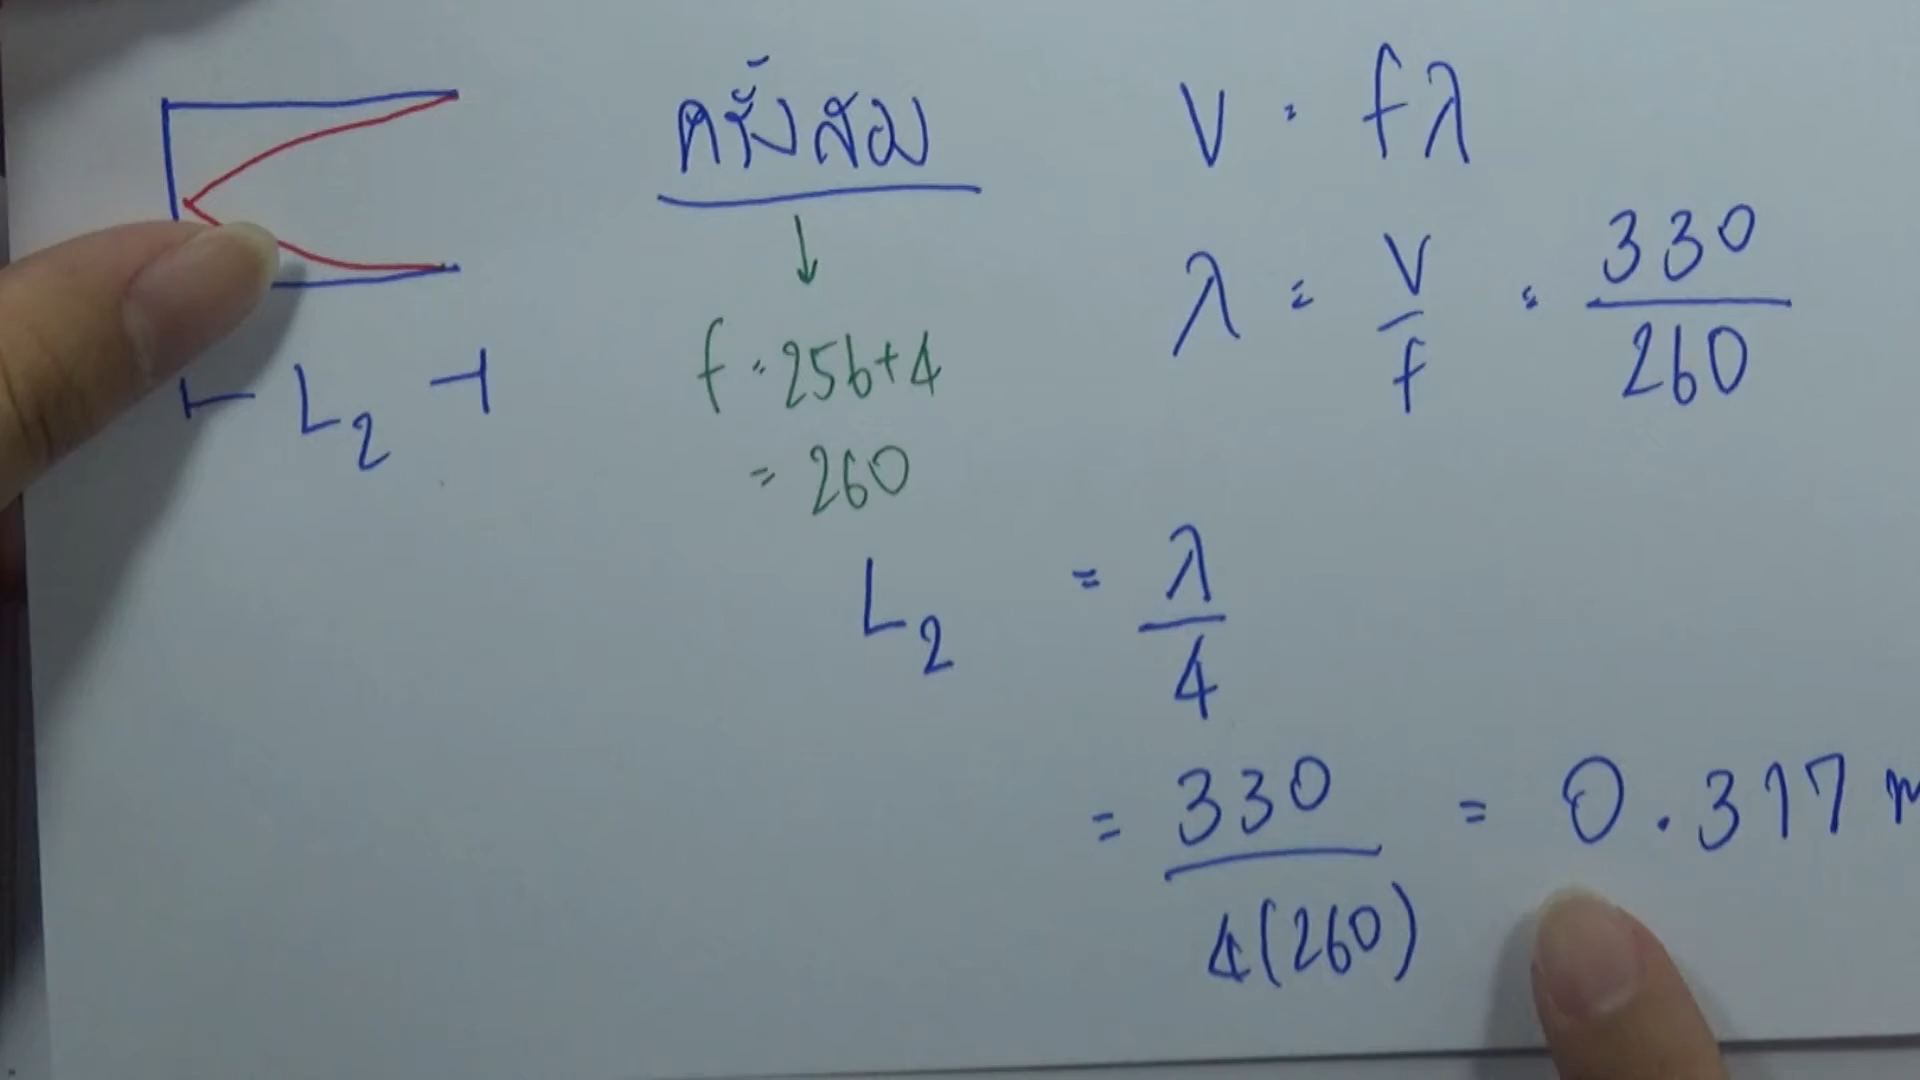 ครั้งสอง
V = fλ
λ = V/f = 330/260
f = 256+4
= 260
L₂
L₂ = λ/4
= 330/4(260) = 0.317 m